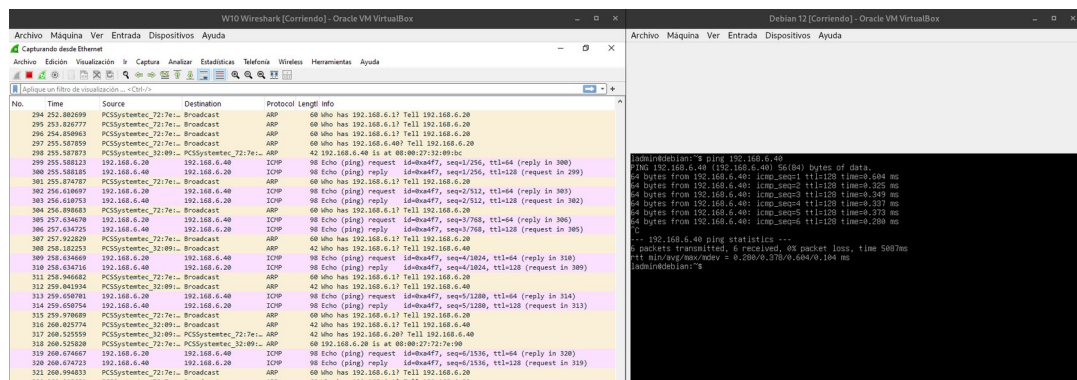 W10 Wireshark [Corriendo] - Oracle VM VirtualBox
Archivo Máquina Ver Entrada Dispositivos Ayuda
Capturando desde Ethernet
Archivo Edición Visualización Ir Captura Analizar Estadísticas Telefonía Wireless Herramientas Ayuda
Aplique un filtro de visualización ... <Ctrl-/>
No. Time Source Destination Protocol Lengtl Info
294 252.802699 PCSSystemtec_72:7e:… Broadcast ARP 60 Who has 192.168.6.1? Tell 192.168.6.20
295 253.826777 PCSSystemtec_72:7e:… Broadcast ARP 60 Who has 192.168.6.1? Tell 192.168.6.20
296 254.850963 PCSSystemtec_72:7e:… Broadcast ARP 60 Who has 192.168.6.1? Tell 192.168.6.20
297 255.587859 PCSSystemtec_72:7e:… Broadcast ARP 60 Who has 192.168.6.40? Tell 192.168.6.20
298 255.587873 PCSSystemtec_32:09:… PCSSystemtec_72:7e:… ARP 42 192.168.6.40 is at 08:00:27:32:09:bc
299 255.588123 192.168.6.20 192.168.6.40 ICMP 98 Echo (ping) request id=0xa4f7, seq=1/256, ttl=64 (reply in 300)
300 255.588185 192.168.6.40 192.168.6.20 ICMP 98 Echo (ping) reply id=0xa4f7, seq=1/256, ttl=128 (request in 299)
301 255.874787 PCSSystemtec_72:7e:… Broadcast ARP 60 Who has 192.168.6.1? Tell 192.168.6.20
302 256.610697 192.168.6.20 192.168.6.40 ICMP 98 Echo (ping) request id=0xa4f7, seq=2/512, ttl=64 (reply in 303)
303 256.610753 192.168.6.40 192.168.6.20 ICMP 98 Echo (ping) reply id=0xa4f7, seq=2/512, ttl=128 (request in 302)
304 256.898683 PCSSystemtec_72:7e:… Broadcast ARP 60 Who has 192.168.6.1? Tell 192.168.6.20
305 257.634670 192.168.6.20 192.168.6.40 ICMP 98 Echo (ping) request id=0xa4f7, seq=3/768, ttl=64 (reply in 306)
306 257.634725 192.168.6.40 192.168.6.20 ICMP 98 Echo (ping) reply id=0xa4f7, seq=3/768, ttl=128 (request in 305)
307 257.922829 PCSSystemtec_72:7e:… Broadcast ARP 60 Who has 192.168.6.1? Tell 192.168.6.20
308 258.182253 PCSSystemtec_32:09:… Broadcast ARP 42 Who has 192.168.6.1? Tell 192.168.6.40
309 258.634669 192.168.6.20 192.168.6.40 ICMP 98 Echo (ping) request id=0xa4f7, seq=4/1024, ttl=64 (reply in 310)
310 258.634716 192.168.6.40 192.168.6.20 ICMP 98 Echo (ping) reply id=0xa4f7, seq=4/1024, ttl=128 (request in 309)
311 258.946682 PCSSystemtec_72:7e:… Broadcast ARP 60 Who has 192.168.6.1? Tell 192.168.6.20
312 259.041934 PCSSystemtec_32:09:… Broadcast ARP 42 Who has 192.168.6.1? Tell 192.168.6.40
313 259.650701 192.168.6.20 192.168.6.40 ICMP 98 Echo (ping) request id=0xa4f7, seq=5/1280, ttl=64 (reply in 314)
314 259.650754 192.168.6.40 192.168.6.20 ICMP 98 Echo (ping) reply id=0xa4f7, seq=5/1280, ttl=128 (request in 313)
315 259.970689 PCSSystemtec_72:7e:… Broadcast ARP 60 Who has 192.168.6.1? Tell 192.168.6.20
316 260.025774 PCSSystemtec_32:09:… Broadcast ARP 42 Who has 192.168.6.1? Tell 192.168.6.40
317 260.525559 PCSSystemtec_32:09:… PCSSystemtec_72:7e:… ARP 42 Who has 192.168.6.20? Tell 192.168.6.40
318 260.525820 PCSSystemtec_72:7e:… PCSSystemtec_32:09:… ARP 60 192.168.6.20 is at 08:00:27:72:7e:90
319 260.674667 192.168.6.20 192.168.6.40 ICMP 98 Echo (ping) request id=0xa4f7, seq=6/1536, ttl=64 (reply in 320)
320 260.674723 192.168.6.40 192.168.6.20 ICMP 98 Echo (ping) reply id=0xa4f7, seq=6/1536, ttl=128 (request in 319)
321 260.994833 PCSSystemtec_72:7e:… Broadcast ARP 60 Who has 192.168.6.1? Tell 192.168.6.20
Debian 12 [Corriendo] - Oracle VM VirtualBox
Archivo Máquina Ver Entrada Dispositivos Ayuda
ladmin@debian:~$ ping 192.168.6.40
PING 192.168.6.40 (192.168.6.40) 56(84) bytes of data.
64 bytes from 192.168.6.40: icmp_seq=1 ttl=128 time=0.604 ms
64 bytes from 192.168.6.40: icmp_seq=2 ttl=128 time=0.325 ms
64 bytes from 192.168.6.40: icmp_seq=3 ttl=128 time=0.349 ms
64 bytes from 192.168.6.40: icmp_seq=4 ttl=128 time=0.337 ms
64 bytes from 192.168.6.40: icmp_seq=5 ttl=128 time=0.373 ms
64 bytes from 192.168.6.40: icmp_seq=6 ttl=128 time=0.280 ms
^C
--- 192.168.6.40 ping statistics ---
6 packets transmitted, 6 received, 0% packet loss, time 5087ms
rtt min/avg/max/mdev = 0.280/0.378/0.604/0.104 ms
ladmin@debian:~$